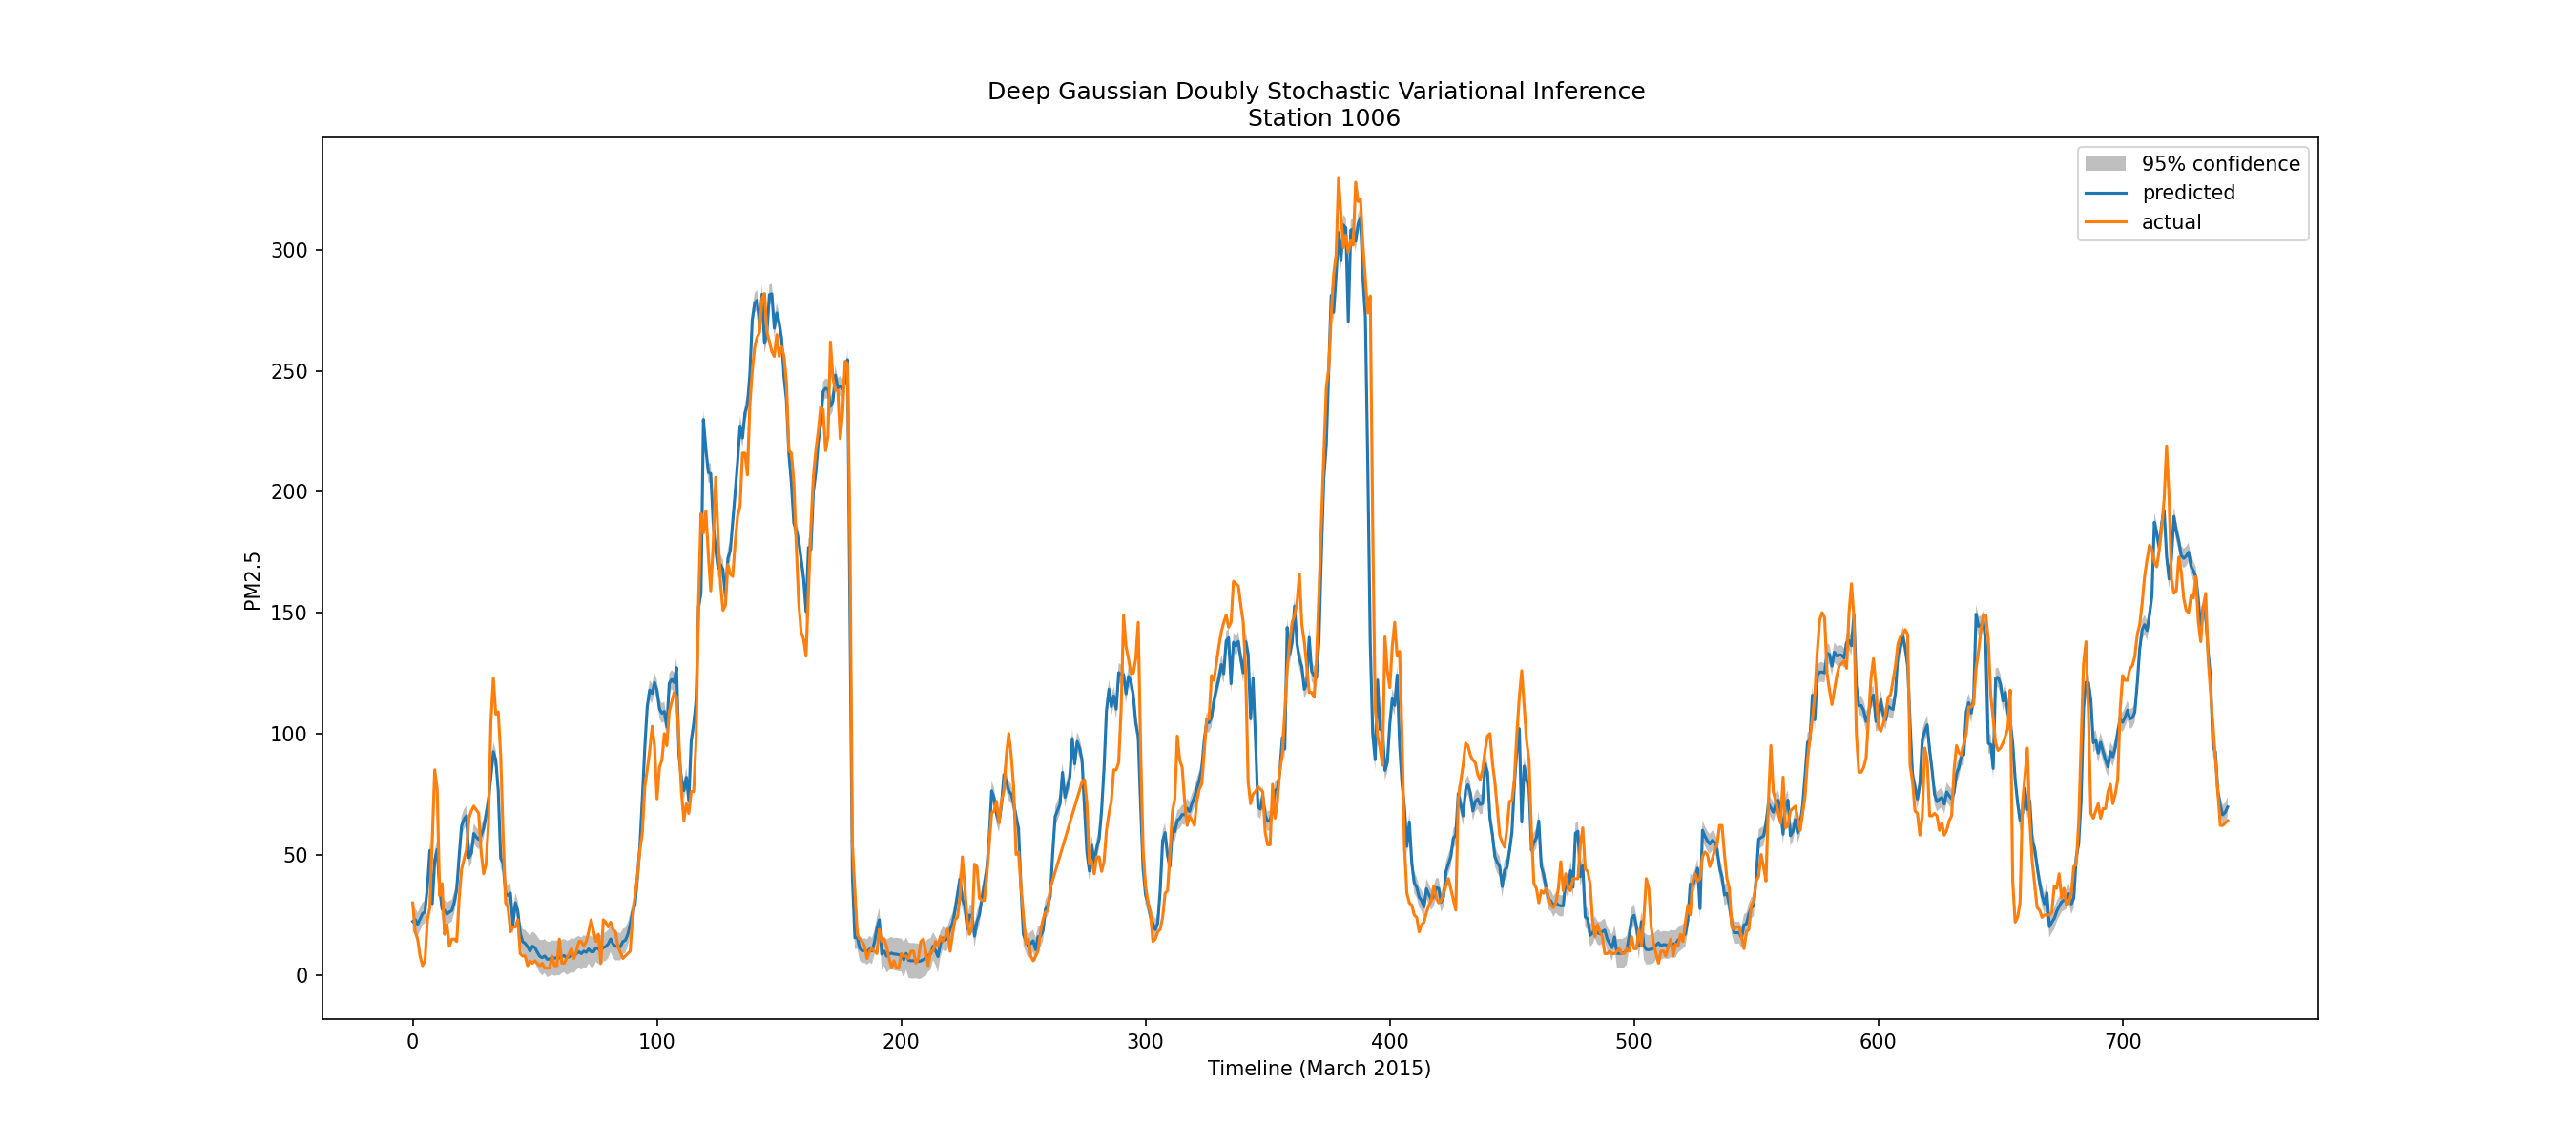 Deep Gaussian Doubly Stochastic Variational Inference
Station 1006
95% confidence
predicted
actual
300
250
200
150
100
50
0
PM2.5
0 100 200 300 400 500 600 700
Timeline (March 2015)